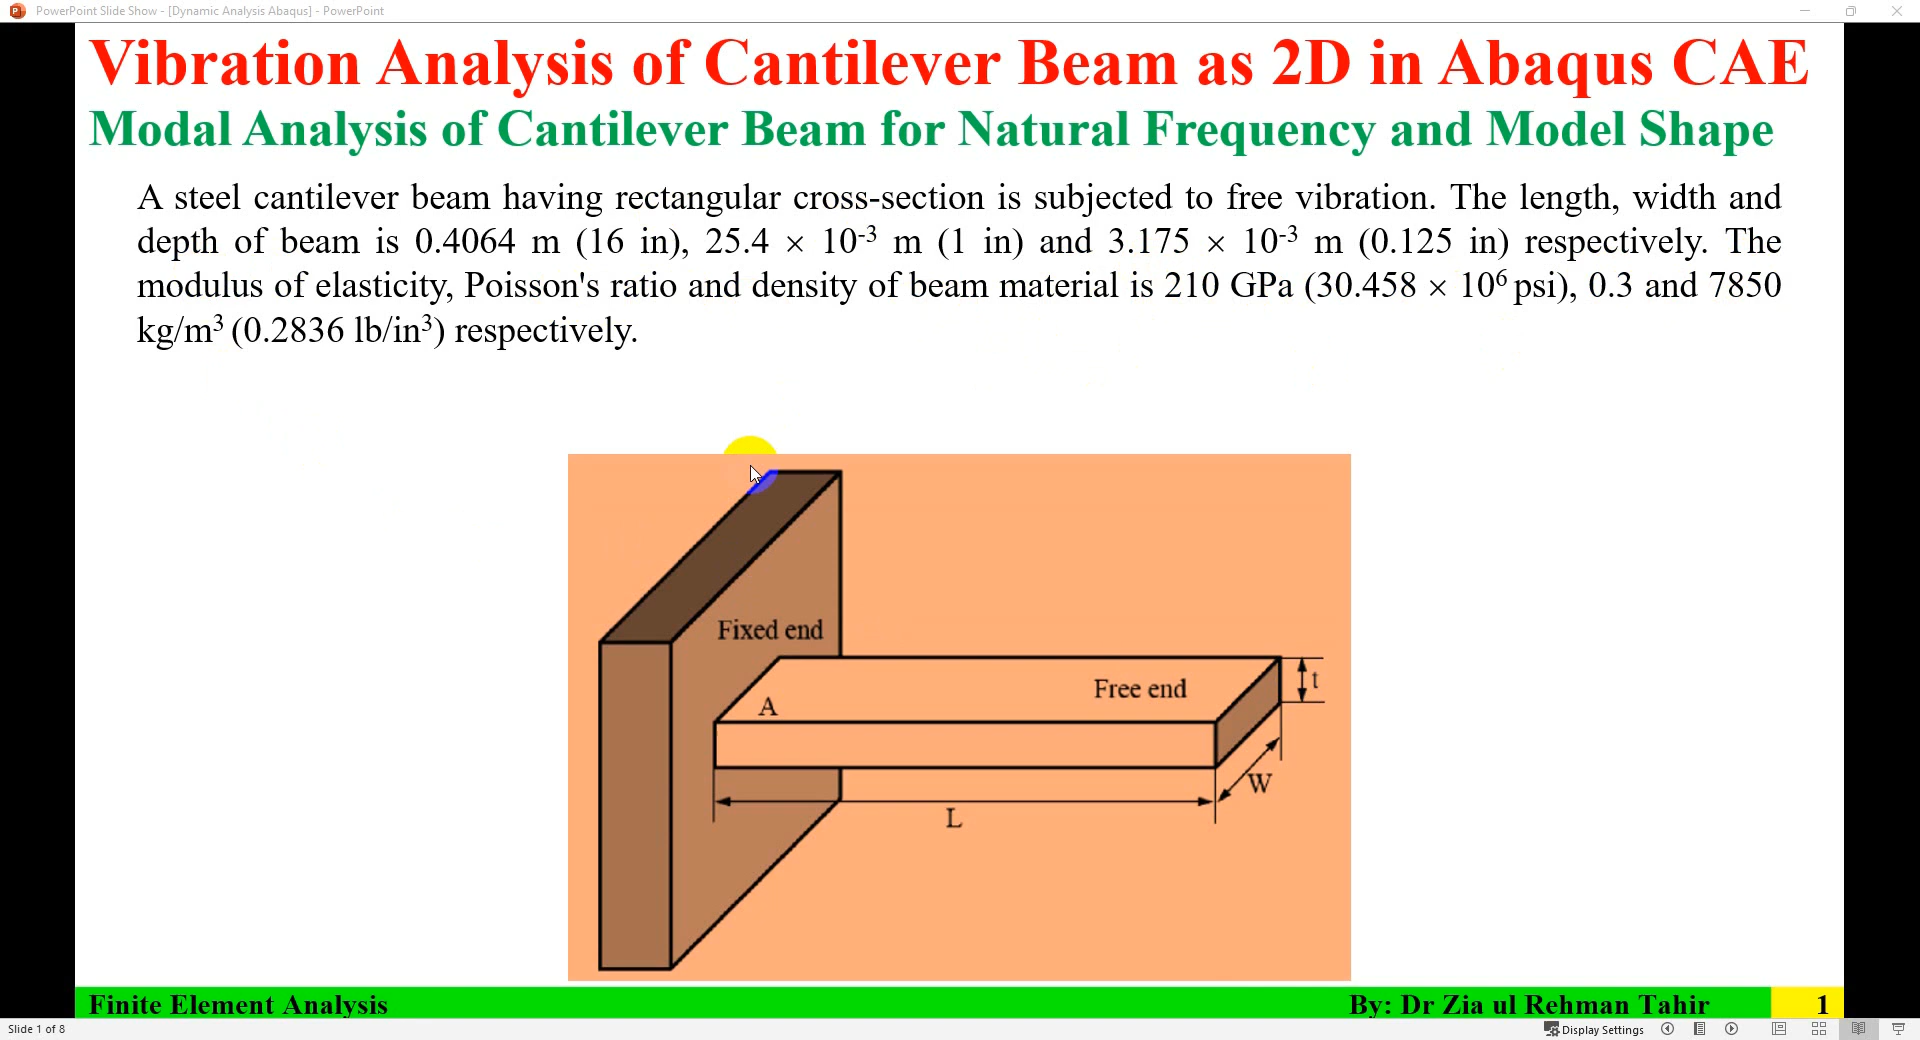 PowerPoint Slide Show - [Dynamic Analysis Abaqus] - PowerPoint
Vibration Analysis of Cantilever Beam as 2D in Abaqus CAE
Modal Analysis of Cantilever Beam for Natural Frequency and Model Shape
A steel cantilever beam having rectangular cross-section is subjected to free vibration. The length, width and
depth of beam is 0.4064 m (16 in), 25.4 × 10⁻³ m (1 in) and 3.175 × 10⁻³ m (0.125 in) respectively. The
modulus of elasticity, Poisson's ratio and density of beam material is 210 GPa (30.458 × 10⁶ psi), 0.3 and 7850
kg/m³ (0.2836 lb/in³) respectively.
Fixed end
Free end
t
A
W
L
Finite Element Analysis
By: Dr Zia ul Rehman Tahir
1
Slide 1 of 8
Display Settings